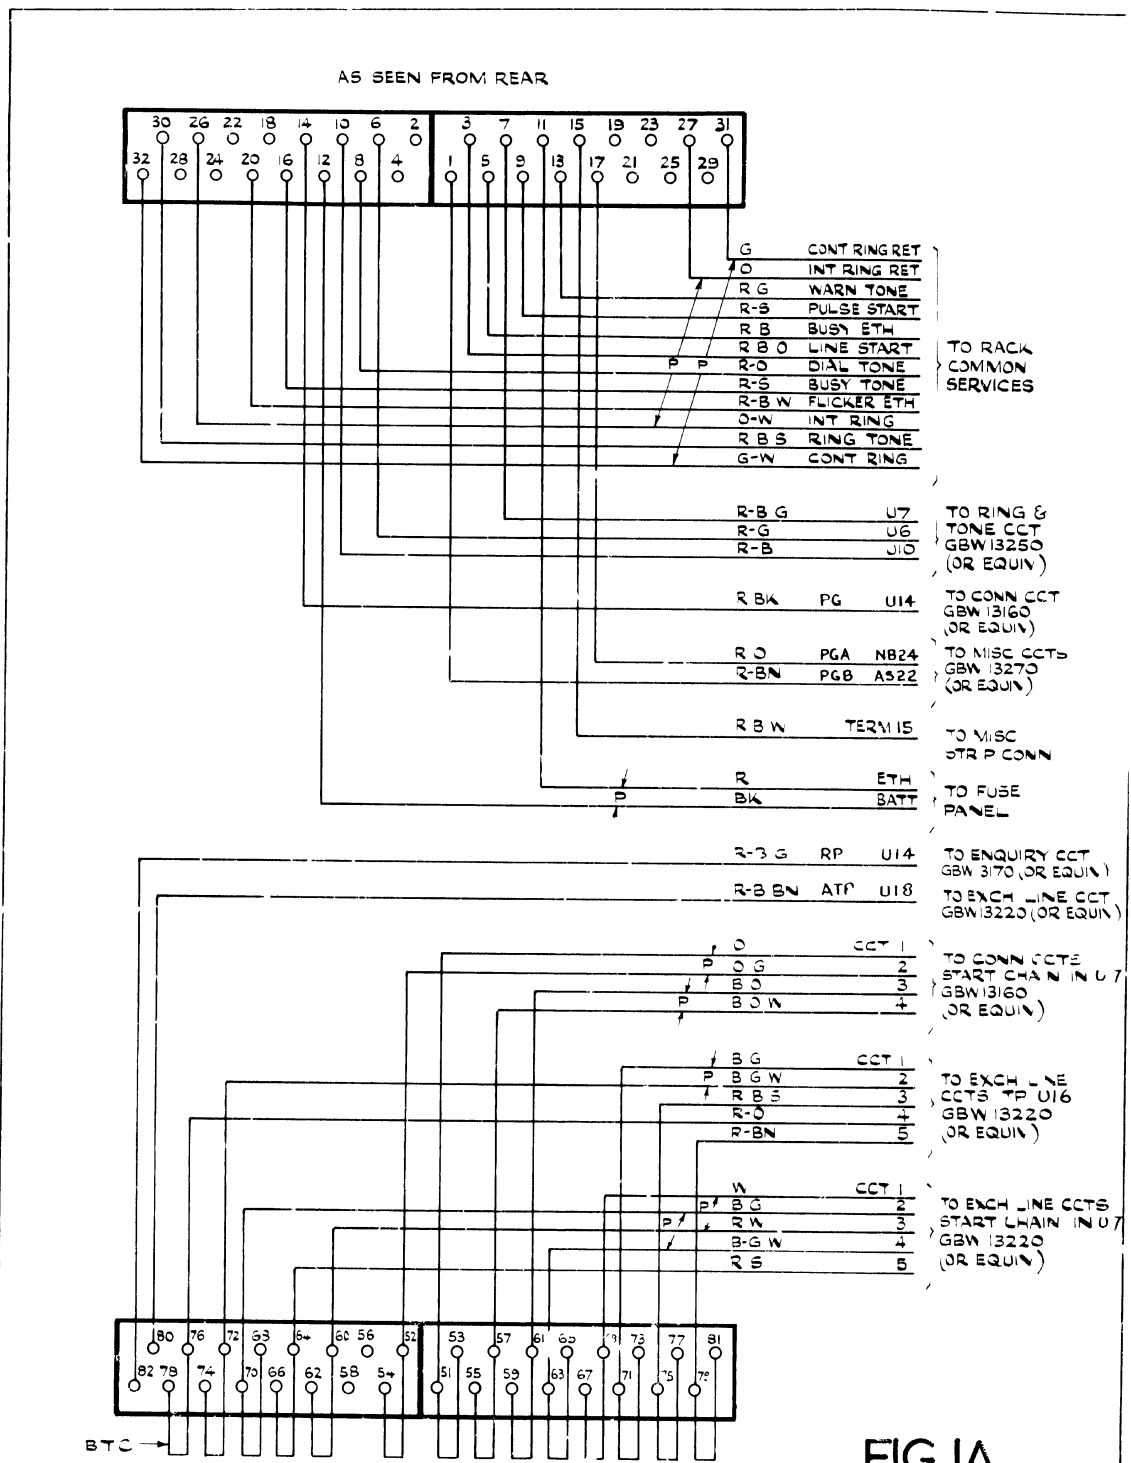 AS SEEN FROM REAR
30 26 22 18 14 10 6 2 3 7 11 15 19 23 27 31
32 28 24 20 16 12 8 4 1 5 9 13 17 21 25 29
G CONT RING RET
O INT RING RET
R G WARN TONE
R-S PULSE START
R B BUSY ETH
R B O LINE START
R-O DIAL TONE
R-S BUSY TONE
R-B W FLICKER ETH
O-W INT RING
R B S RING TONE
G-W CONT RING
P P
TO RACK
COMMON
SERVICES
R-B G U7
R-G U6
R-B U10
TO RING &
TONE CCT
GBW 13250
(OR EQUIV)
R BK PG U14
TO CONN CCT
GBW 13160
(OR EQUIV)
R O PGA NB24
R-BN PGB AS22
TO MISC CCTS
GBW 13270
(OR EQUIV)
R B W TERM 15
TO MISC
STRIP CONN
R ETH
P BK BATT
TO FUSE
PANEL
R-B G RP U14
TO ENQUIRY CCT
GBW 3170 (OR EQUIV)
R-B BN ATP U18
TO EXCH LINE CCT
GBW 13220 (OR EQUIV)
O CCT 1
P O G 2
B O 3
P B O W 4
TO CONN CCTS
START CHAIN IN U7
GBW 13160
(OR EQUIV)
B G CCT 1
P B G W 2
R B S 3
R-O 4
R-BN 5
TO EXCH LINE
CCTS TP U16
GBW 13220
(OR EQUIV)
W CCT 1
P B G 2
P R W 3
B-G W 4
R S 5
TO EXCH LINE CCTS
START CHAIN IN U7
GBW 13220
(OR EQUIV)
80 76 72 64 60 56 52 53 57 61 65 73 77 81
82 78 74 70 66 62 58 54 51 55 59 63 67 71 75
BTC
FIG 1A